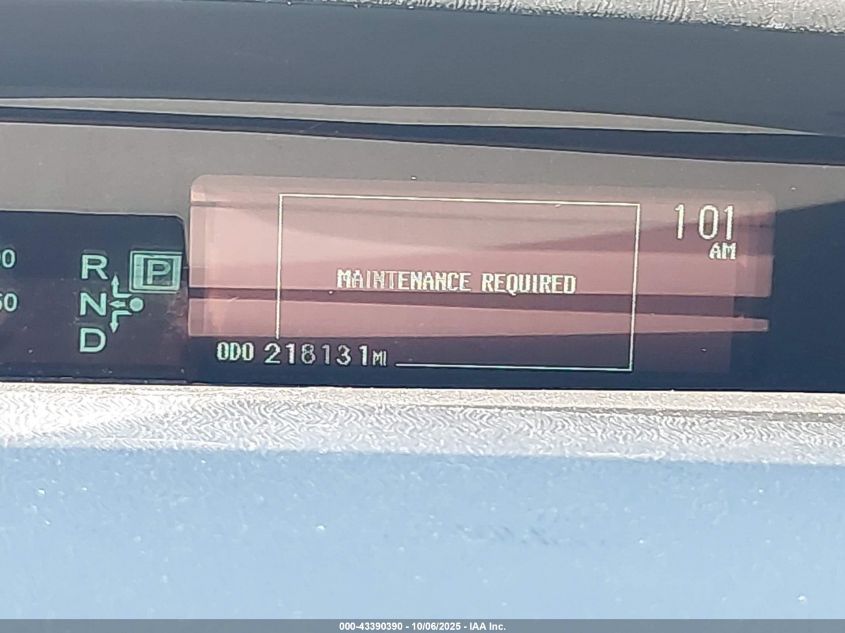 101
AM
R P
N
D
MAINTENANCE REQUIRED
ODO 218131MI
000-43390390 - 10/06/2025 - IAA Inc.